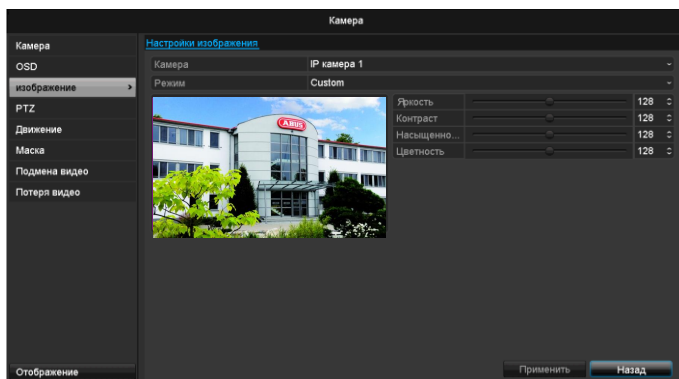 Камера
Камера
OSD
изображение
PTZ
Движение
Маска
Подмена видео
Потеря видео
Отображение
Настройки изображения
Камера IP камера 1
Режим Custom
ABUS
Яркость 128
Контраст 128
Насыщенно... 128
Цветность 128
Применить Назад